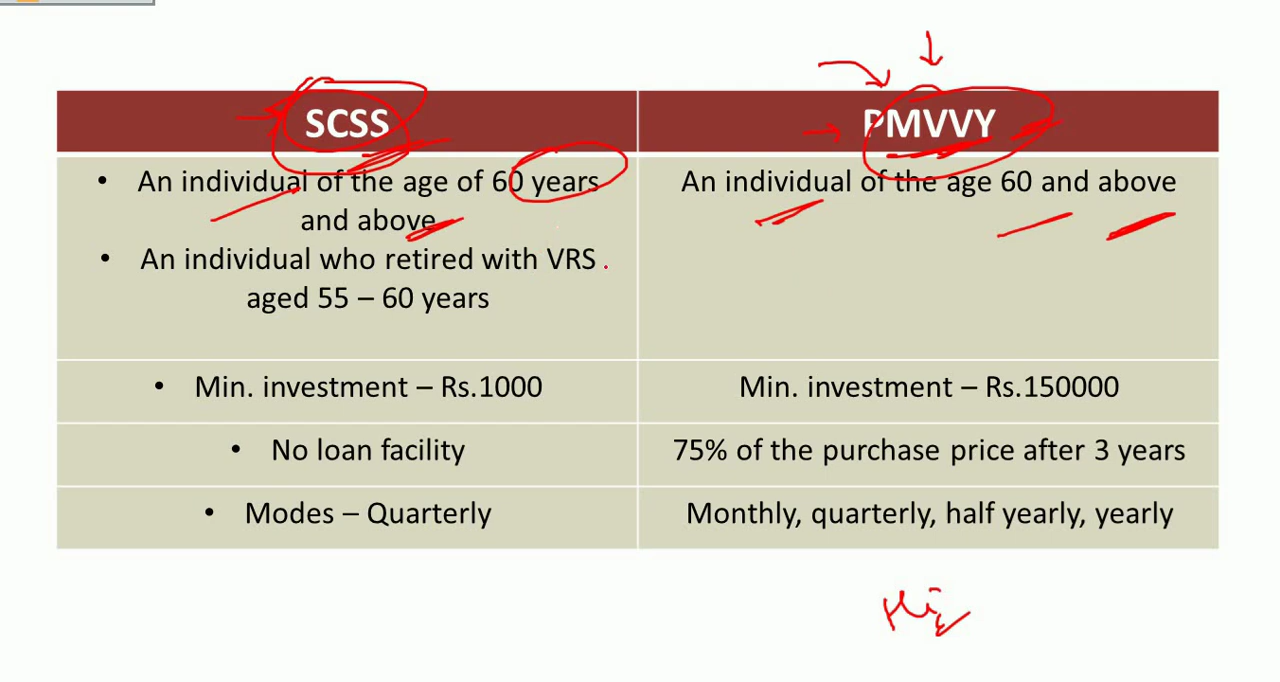 SCSS
PMVVY
• An individual of the age of 60 years
and above
• An individual who retired with VRS
aged 55 – 60 years
An individual of the age 60 and above
• Min. investment – Rs.1000
Min. investment – Rs.150000
• No loan facility
75% of the purchase price after 3 years
• Modes – Quarterly
Monthly, quarterly, half yearly, yearly